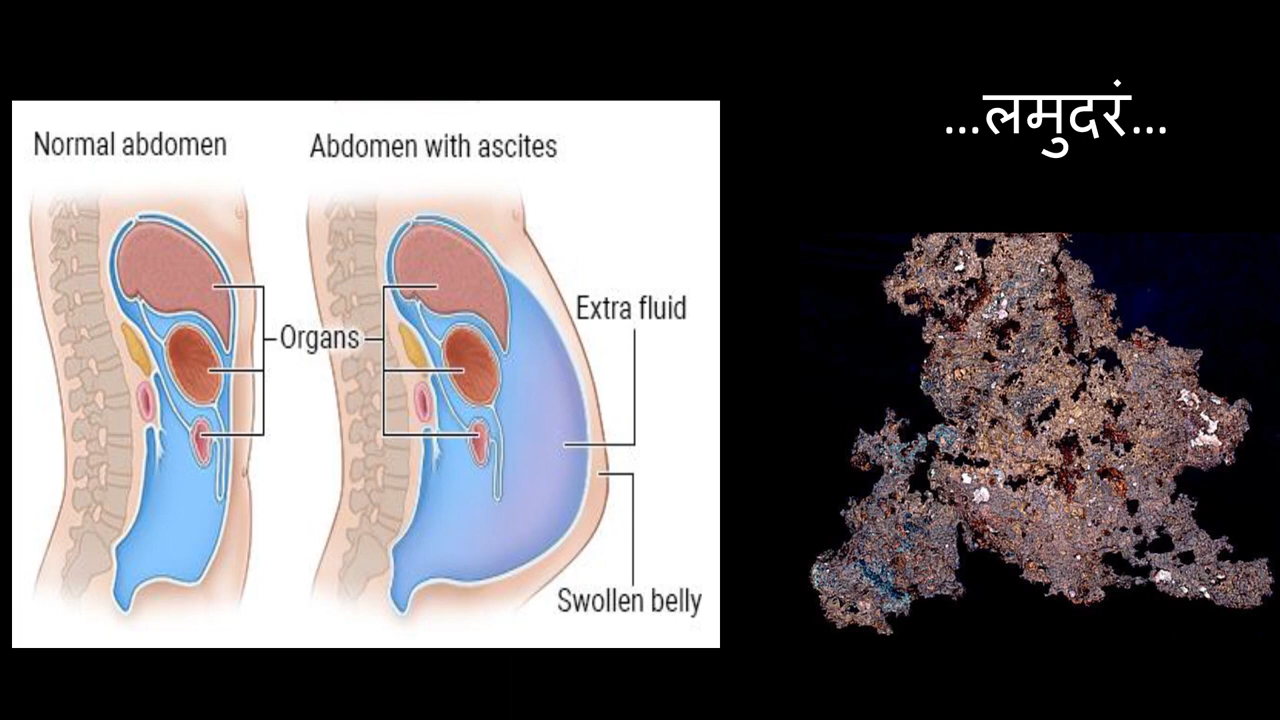 Normal abdomen
Abdomen with ascites
Extra fluid
Organs
Swollen belly
...लमुदरं...